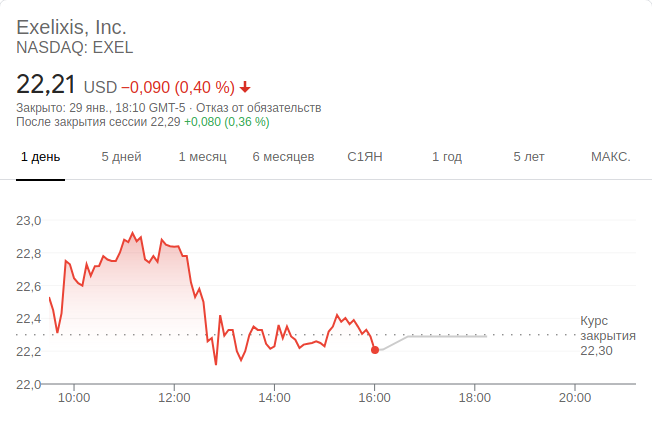 Exelixis, Inc.
NASDAQ: EXEL
22,21 USD −0,090 (0,40 %)
Закрыто: 29 янв., 18:10 GMT-5 · Отказ от обязательств
После закрытия сессии 22,29 +0,080 (0,36 %)
1 день 5 дней 1 месяц 6 месяцев С1ЯН 1 год 5 лет МАКС.
23,0
22,8
22,6
22,4
22,2
22,0
Курс
закрытия
22,30
10:00 12:00 14:00 16:00 18:00 20:00